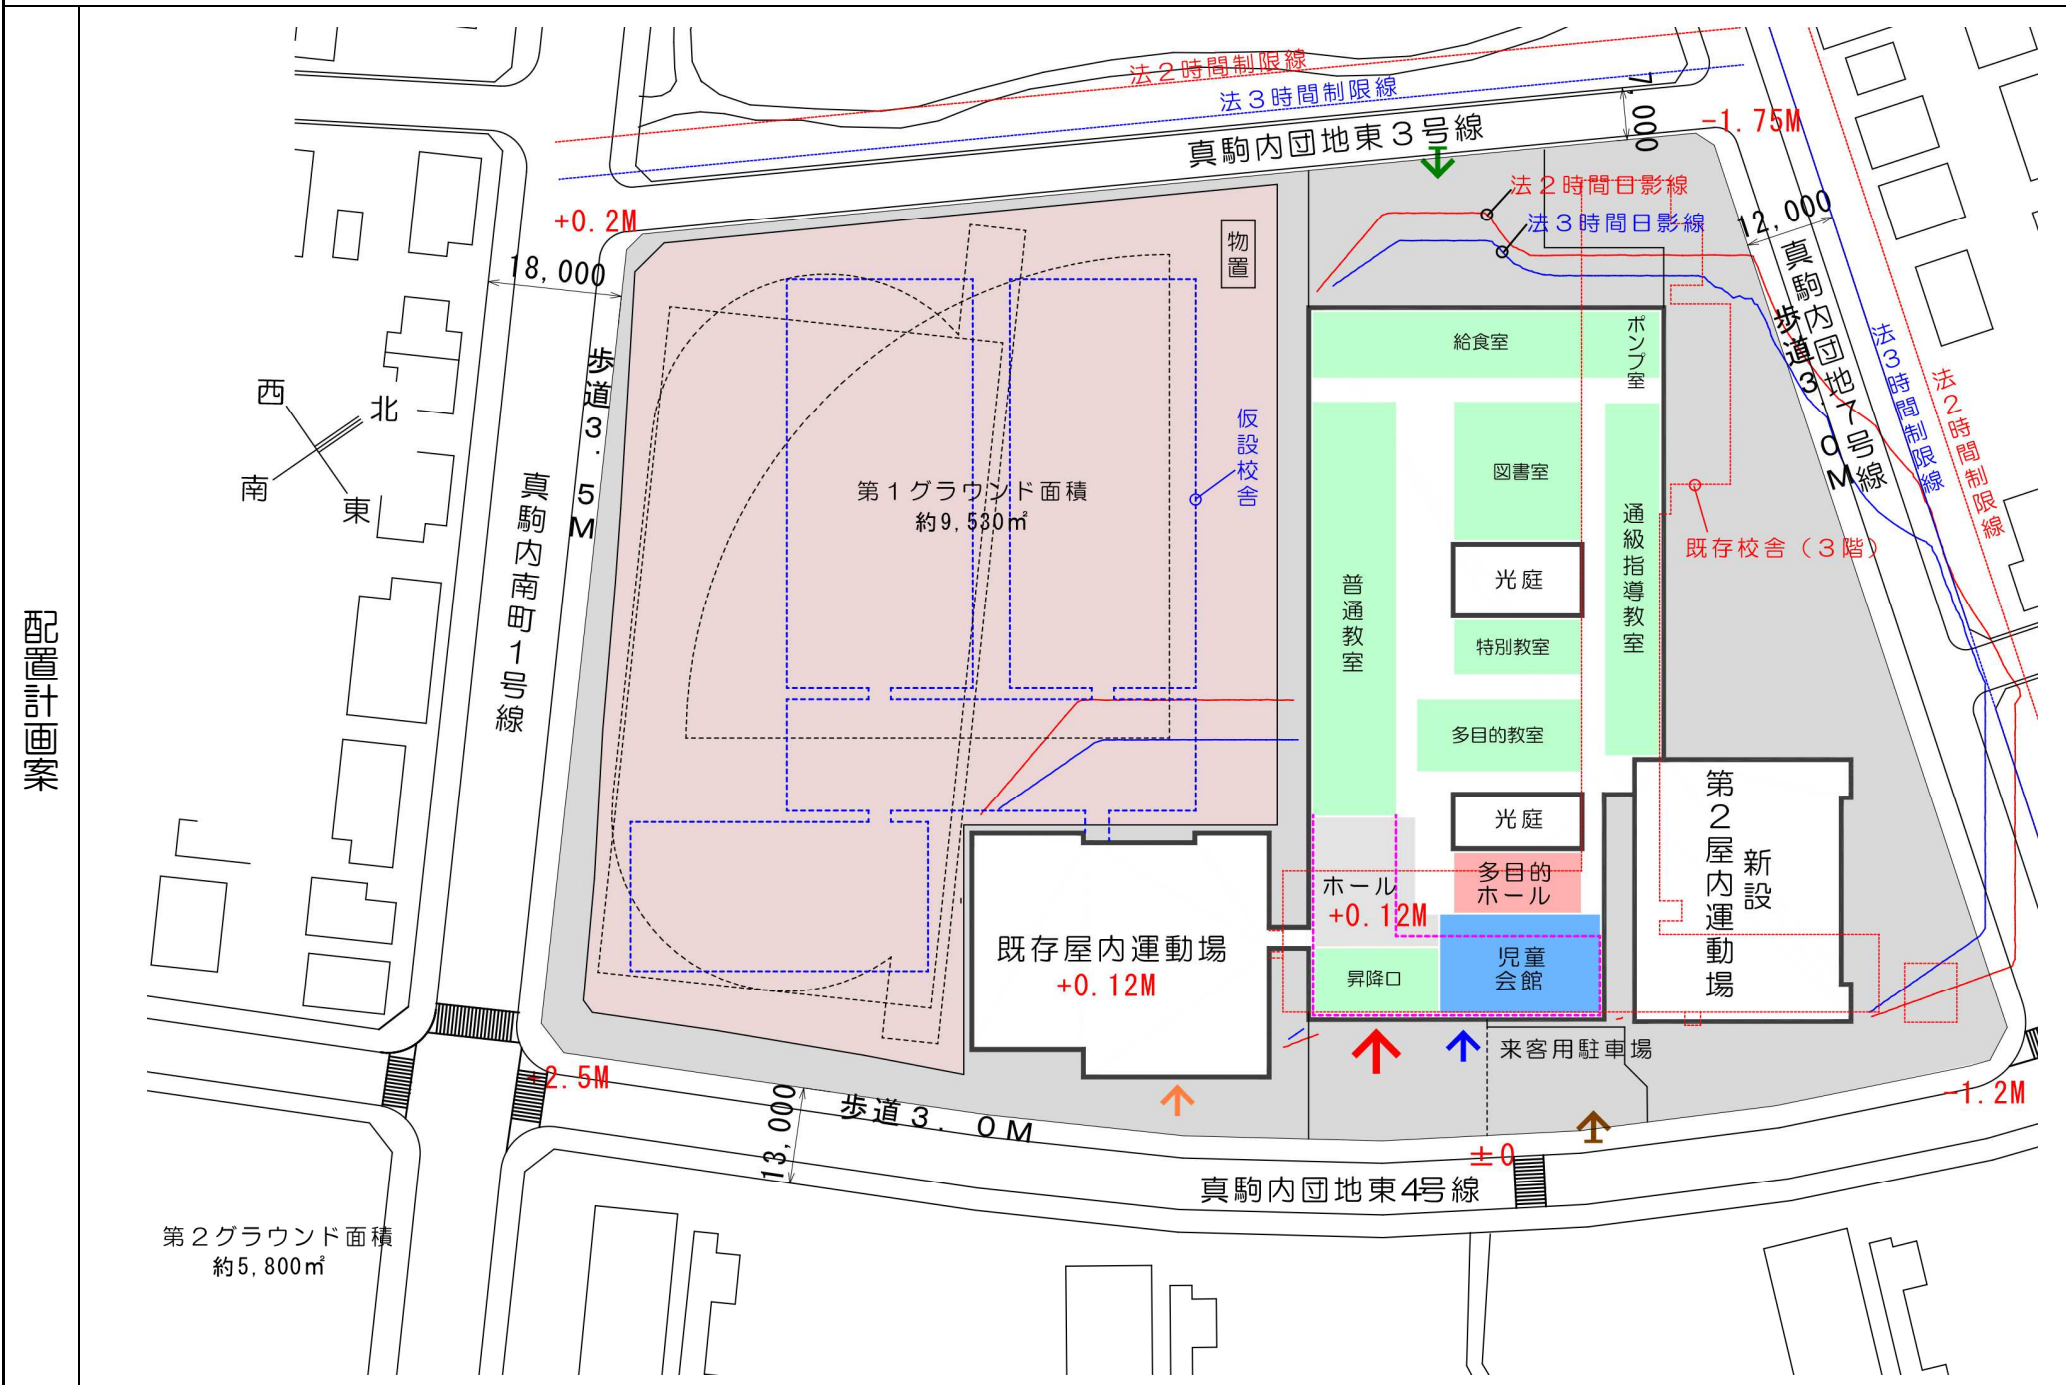 配置計画案
法2時間制限線
法3時間制限線
真駒内団地東3号線
7,000
-1.75M
法2時間日影線
法3時間日影線
12,000
真駒内団地7号線
歩道3.0M
法3時間制限線
法2時間制限線
+0.2M
18,000
歩道3.5M
真駒内南町1号線
西
北
南
東
物置
仮設校舎
第1グラウンド面積
約9,530㎡
給食室
ポンプ室
図書室
光庭
普通教室
通級指導教室
特別教室
多目的教室
光庭
既存校舎（3階）
多目的
ホール
ホール
+0.12M
児童
会館
昇降口
第2屋内運動場
新設
既存屋内運動場
+0.12M
来客用駐車場
2.5M
-1.2M
13,000
歩道3.0M
±0
真駒内団地東4号線
第2グラウンド面積
約5,800㎡